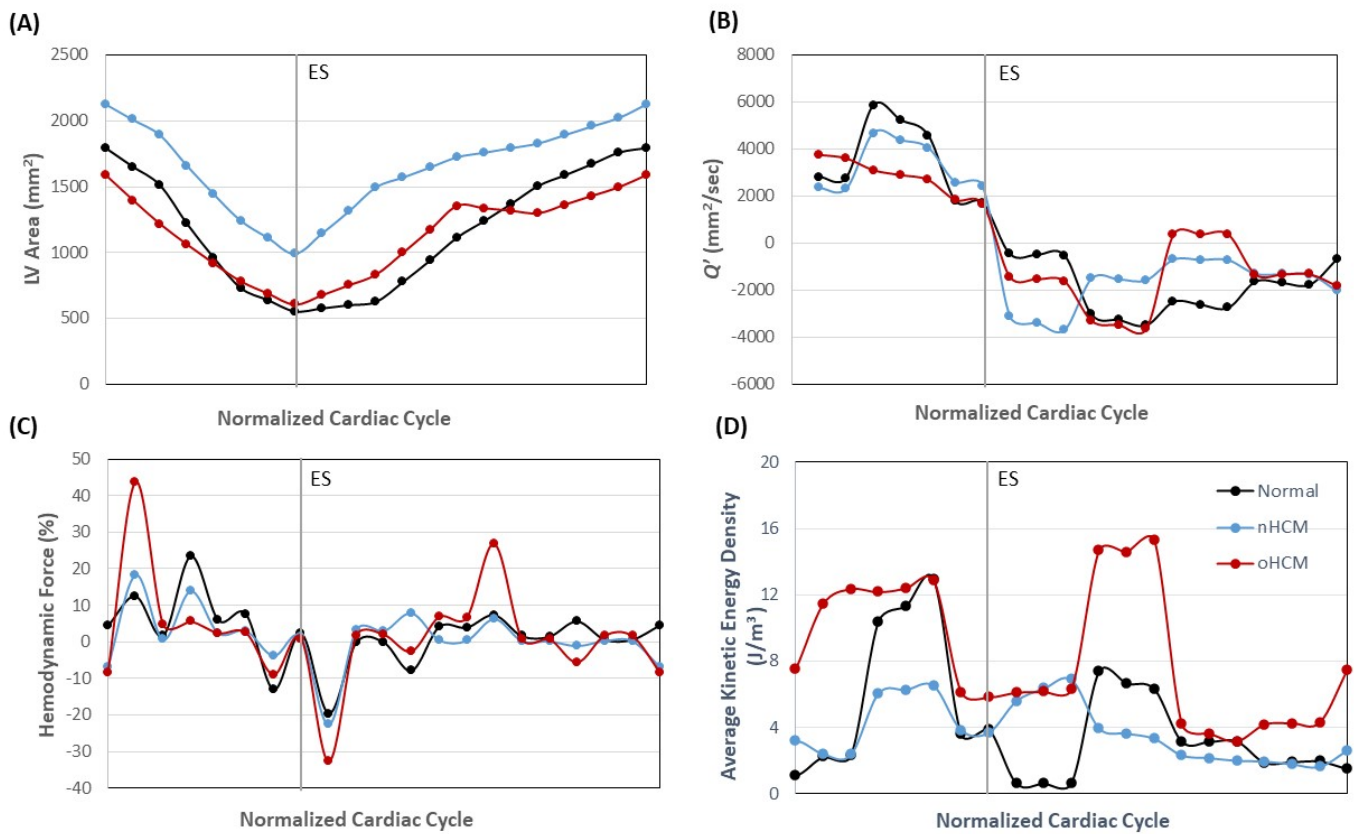 (A)
2500
2000
1500
1000
500
0
LV Area (mm²)
ES
Normalized Cardiac Cycle
(B)
8000
6000
4000
2000
0
-2000
-4000
-6000
Q' (mm²/sec)
ES
Normalized Cardiac Cycle
(C)
50
40
30
20
10
0
-10
-20
-30
-40
Hemodynamic Force (%)
ES
Normalized Cardiac Cycle
(D)
20
16
12
8
4
0
Average Kinetic Energy Density
(J/m³)
ES
Normal
nHCM
oHCM
Normalized Cardiac Cycle